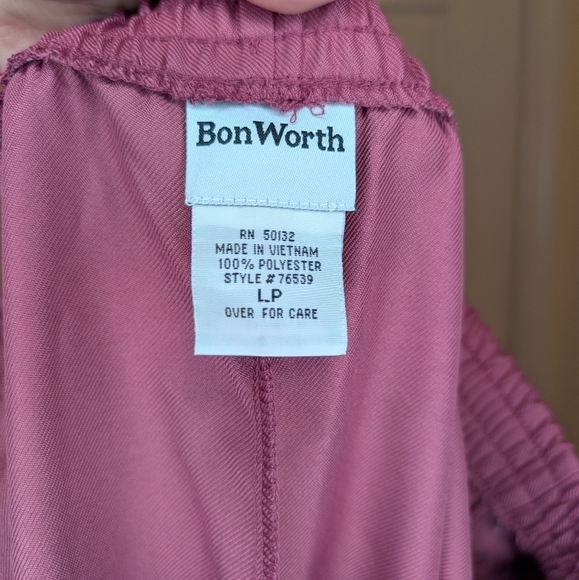 BonWorth
RN 50132
MADE IN VIETNAM
100% POLYESTER
STYLE # 76539
LP
OVER FOR CARE